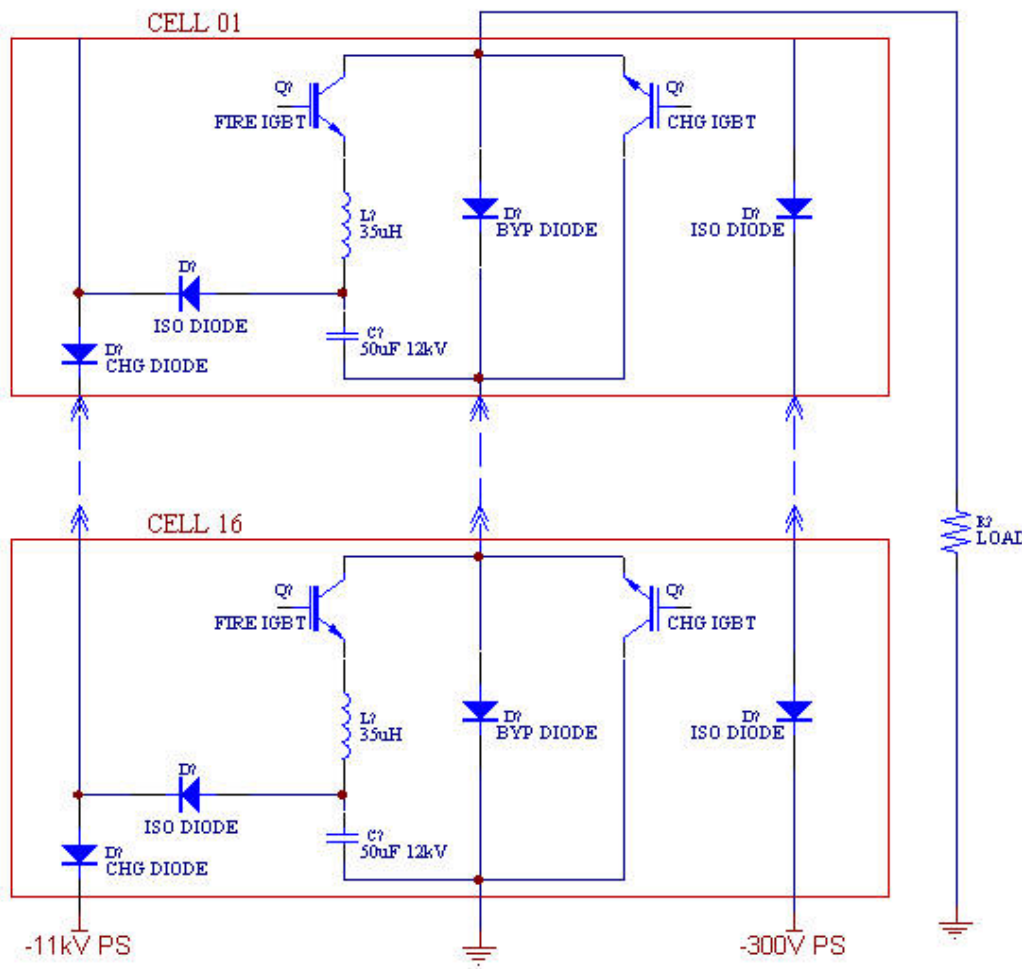 CELL 01
Q?
FIRE IGBT
Q?
CHG IGBT
L?
35uH
D?
BYP DIODE
D?
ISO DIODE
D?
ISO DIODE
D?
CHG DIODE
C?
50uF 12kV
CELL 16
R?
LOAD
Q?
FIRE IGBT
Q?
CHG IGBT
L?
35uH
D?
BYP DIODE
D?
ISO DIODE
D?
ISO DIODE
D?
CHG DIODE
C?
50uF 12kV
-11kV PS
-300V PS